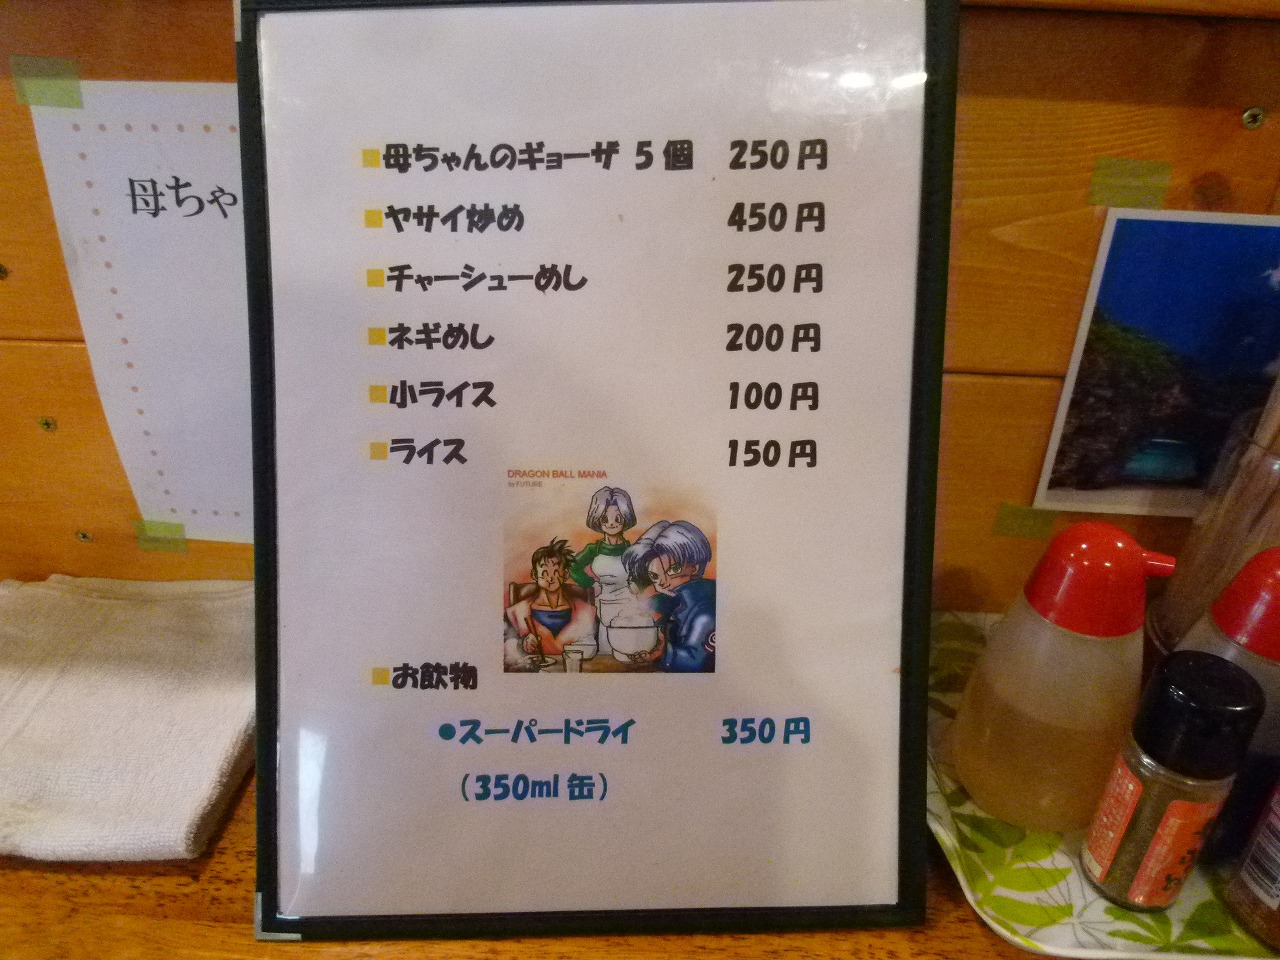 母ちゃ
■母ちゃんのギョーザ 5個 250円
■ヤサイ炒め 450円
■チャーシューめし 250円
■ネギめし 200円
■小ライス 100円
■ライス 150円
DRAGON BALL MANIA
by FUTURE
■お飲物
●スーパードライ 350円
(350ml 缶)